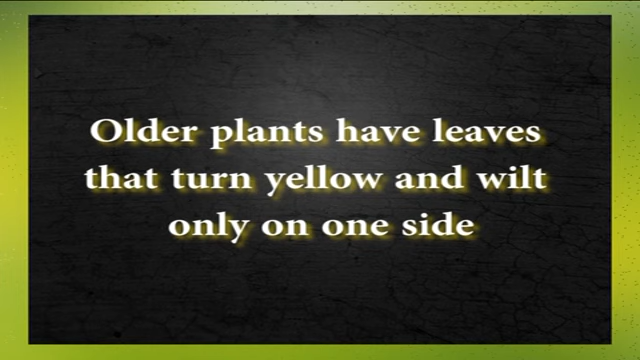 Older plants have leaves
that turn yellow and wilt
only on one side